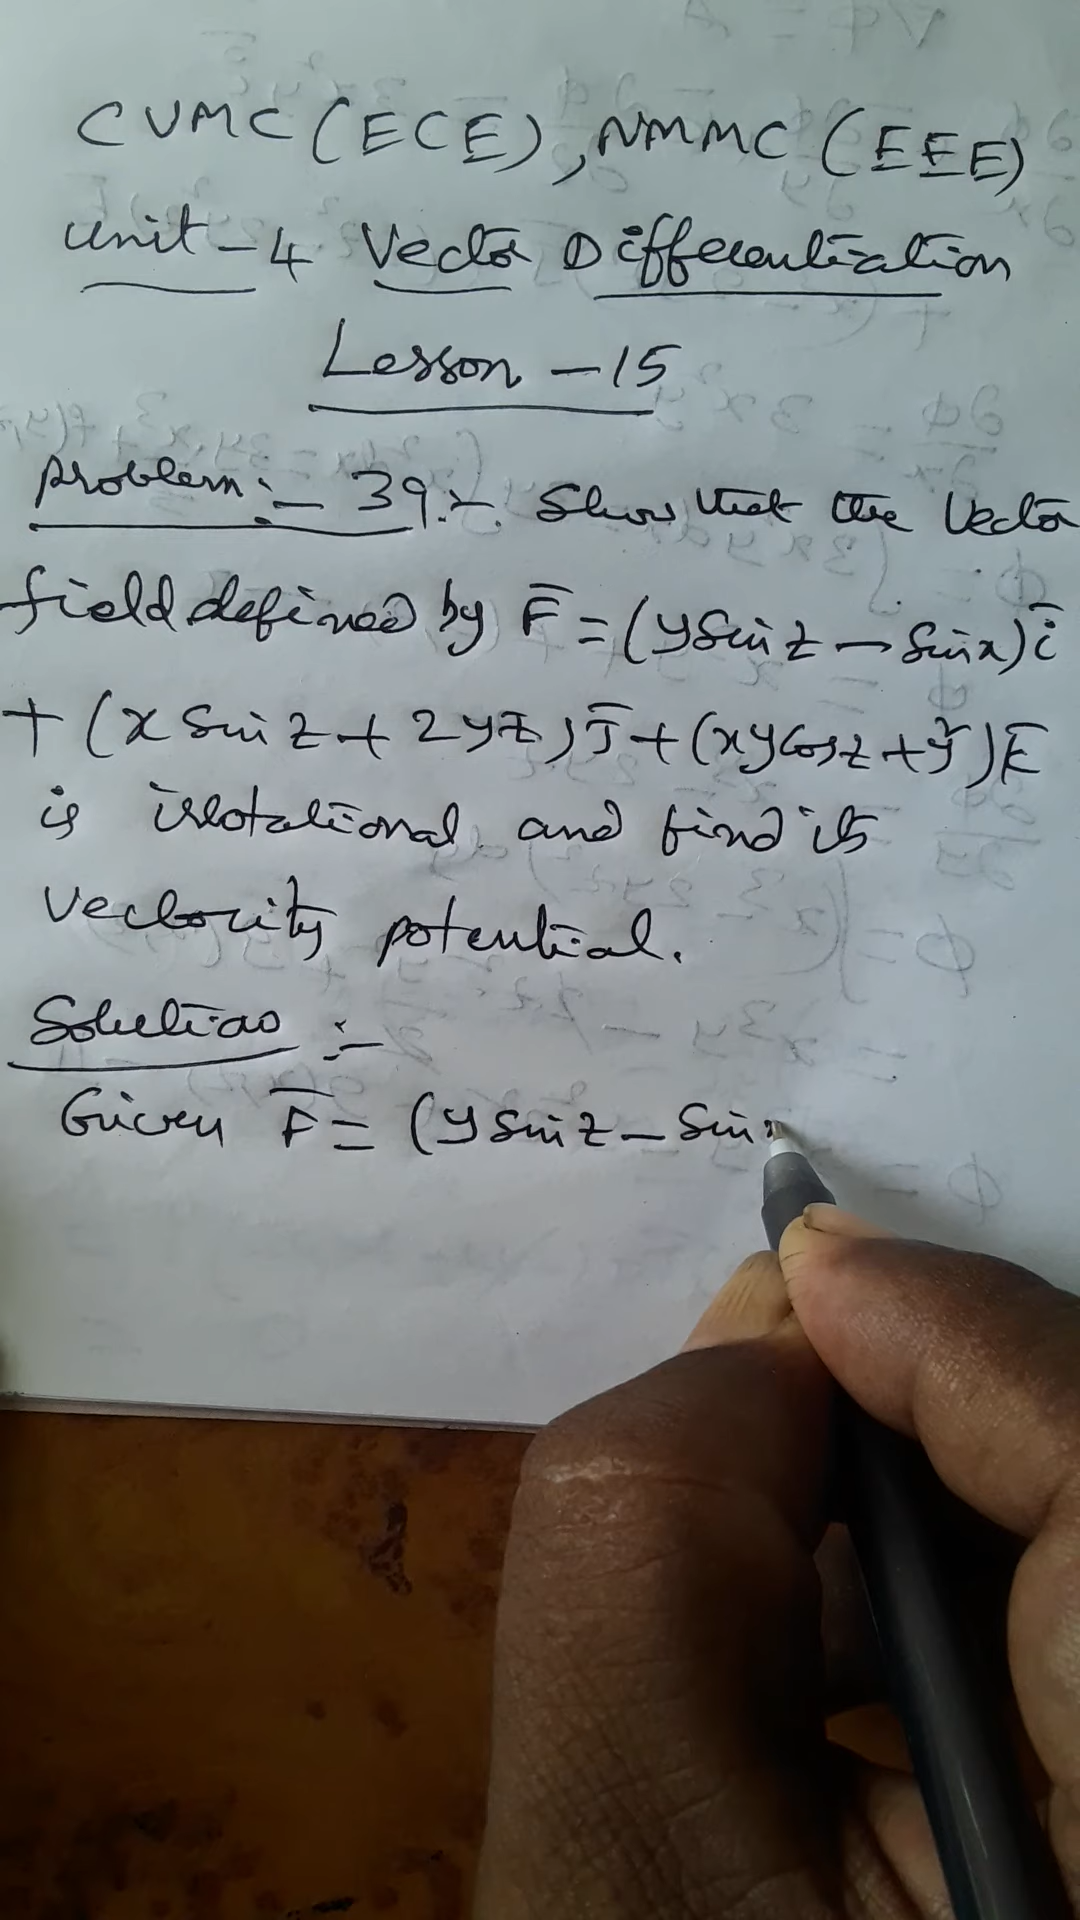 CVMC (ECE), NMMC (EEE)
Unit-4 Vector Differentiation
Lesson - 15
Problem:- 39:- Show that the Vector
field defined by F̅ = (y sin z - sin x) i̅
+ (x sin z + 2yz) j̅ + (xy cos z + y²) k̅
is irrotational and find its
velocity potential.
Solution :-
Given F̅ = (y sin z - sin x